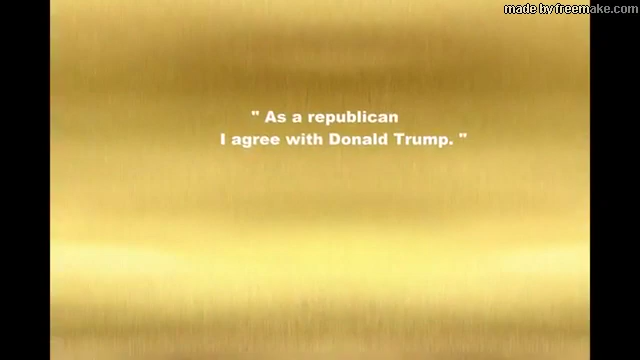 made by freemake.com
" As a republican
I agree with Donald Trump. "